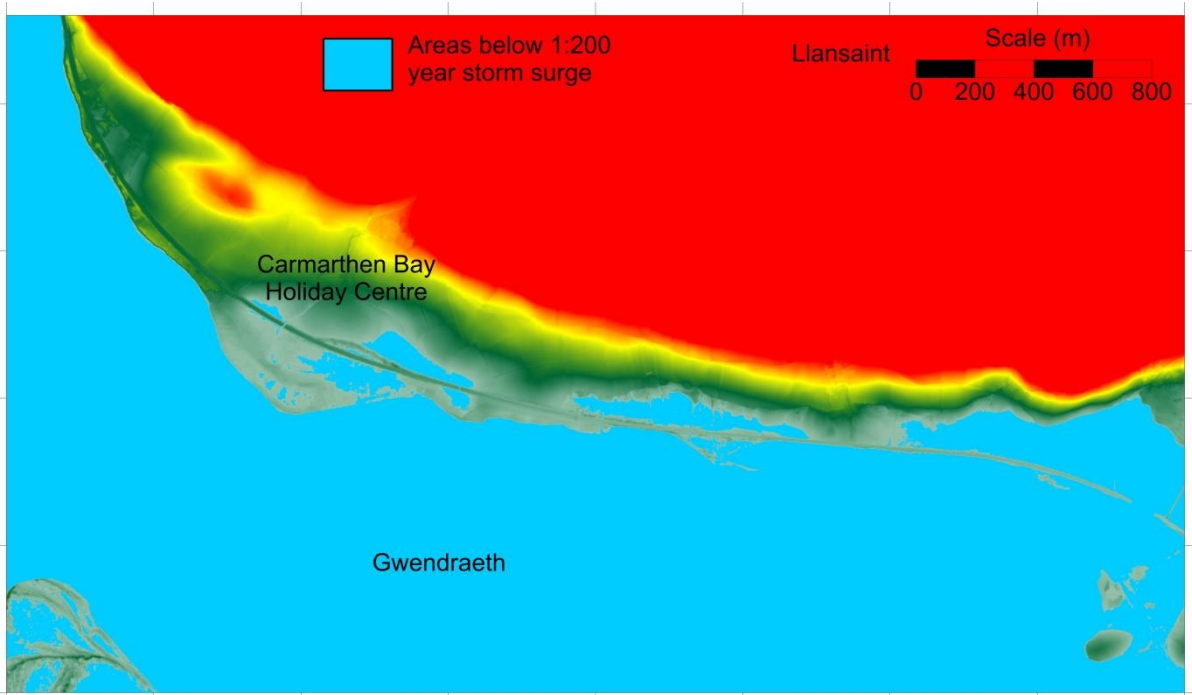 Areas below 1:200
year storm surge
Llansaint
Scale (m)
0 200 400 600 800
Carmarthen Bay
Holiday Centre
Gwendraeth